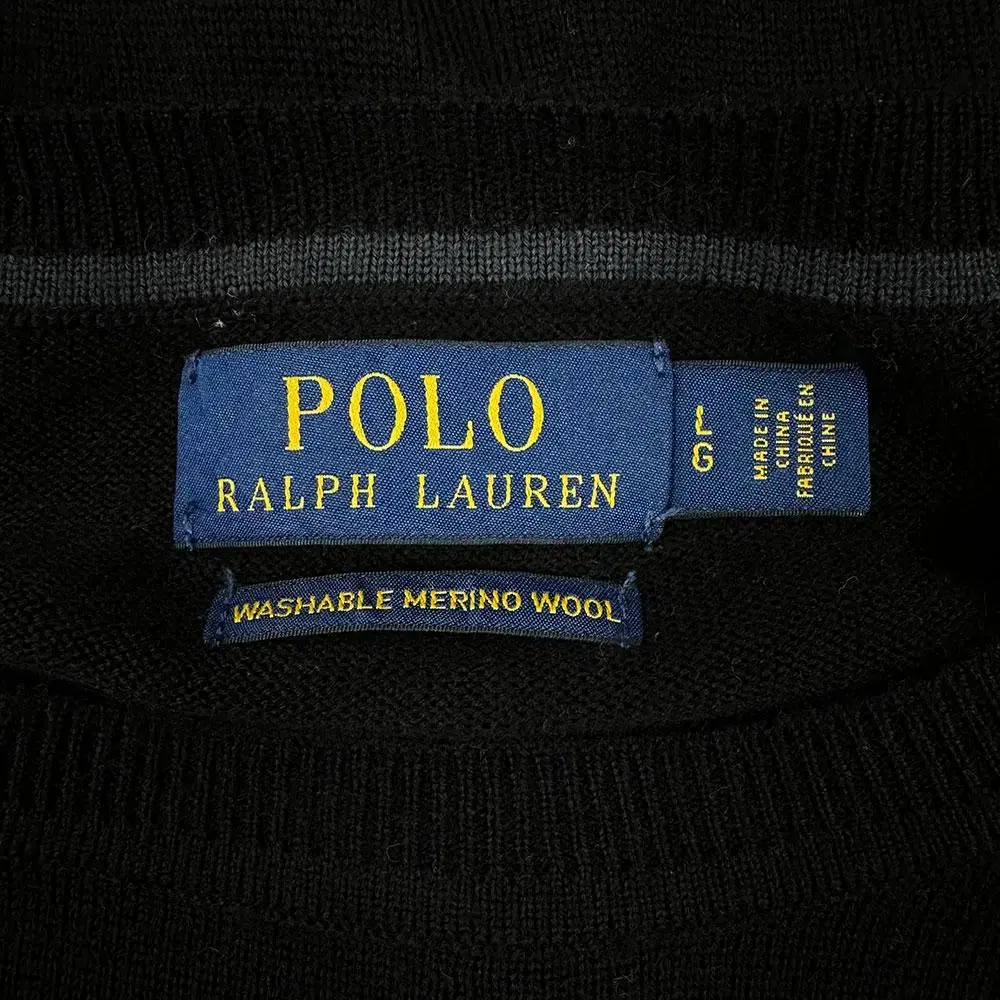 POLO
RALPH LAUREN
L
G
MADE IN
CHINA
FABRIQUÉ EN
CHINE
WASHABLE MERINO WOOL